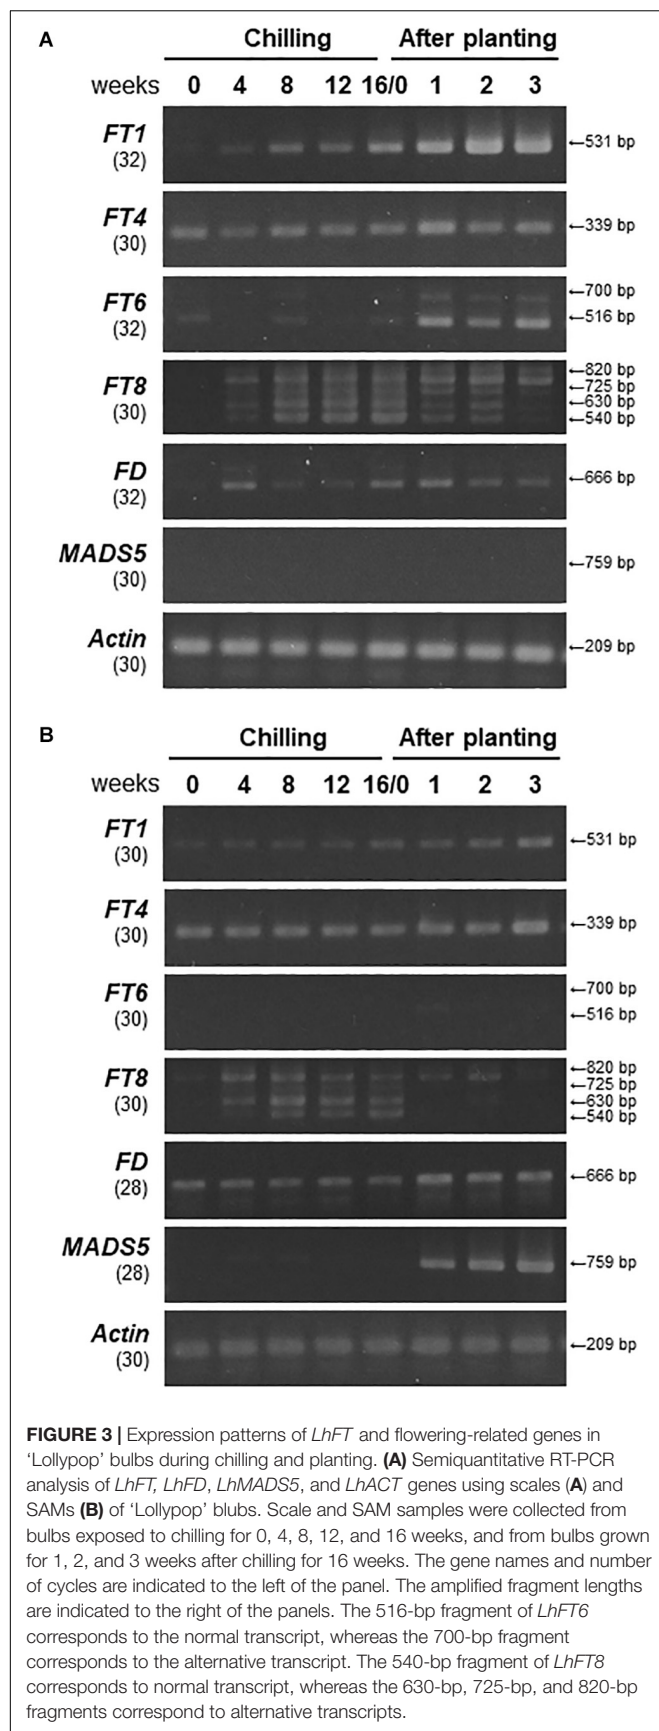 A
Chilling After planting
weeks 0 4 8 12 16/0 1 2 3
FT1 (32) ←531 bp
FT4 (30) ←339 bp
FT6 (32) ←700 bp ←516 bp
FT8 (30) ←820 bp ←725 bp ←630 bp ←540 bp
FD (32) ←666 bp
MADS5 (30) ←759 bp
Actin (30) ←209 bp
B
Chilling After planting
weeks 0 4 8 12 16/0 1 2 3
FT1 (30) ←531 bp
FT4 (30) ←339 bp
FT6 (30) ←700 bp ←516 bp
FT8 (30) ←820 bp ←725 bp ←630 bp ←540 bp
FD (28) ←666 bp
MADS5 (28) ←759 bp
Actin (30) ←209 bp
FIGURE 3 | Expression patterns of LhFT and flowering-related genes in
'Lollypop' bulbs during chilling and planting. (A) Semiquantitative RT-PCR
analysis of LhFT, LhFD, LhMADS5, and LhACT genes using scales (A) and
SAMs (B) of 'Lollypop' blubs. Scale and SAM samples were collected from
bulbs exposed to chilling for 0, 4, 8, 12, and 16 weeks, and from bulbs grown
for 1, 2, and 3 weeks after chilling for 16 weeks. The gene names and number
of cycles are indicated to the left of the panel. The amplified fragment lengths
are indicated to the right of the panels. The 516-bp fragment of LhFT6
corresponds to the normal transcript, whereas the 700-bp fragment
corresponds to the alternative transcript. The 540-bp fragment of LhFT8
corresponds to normal transcript, whereas the 630-bp, 725-bp, and 820-bp
fragments correspond to alternative transcripts.